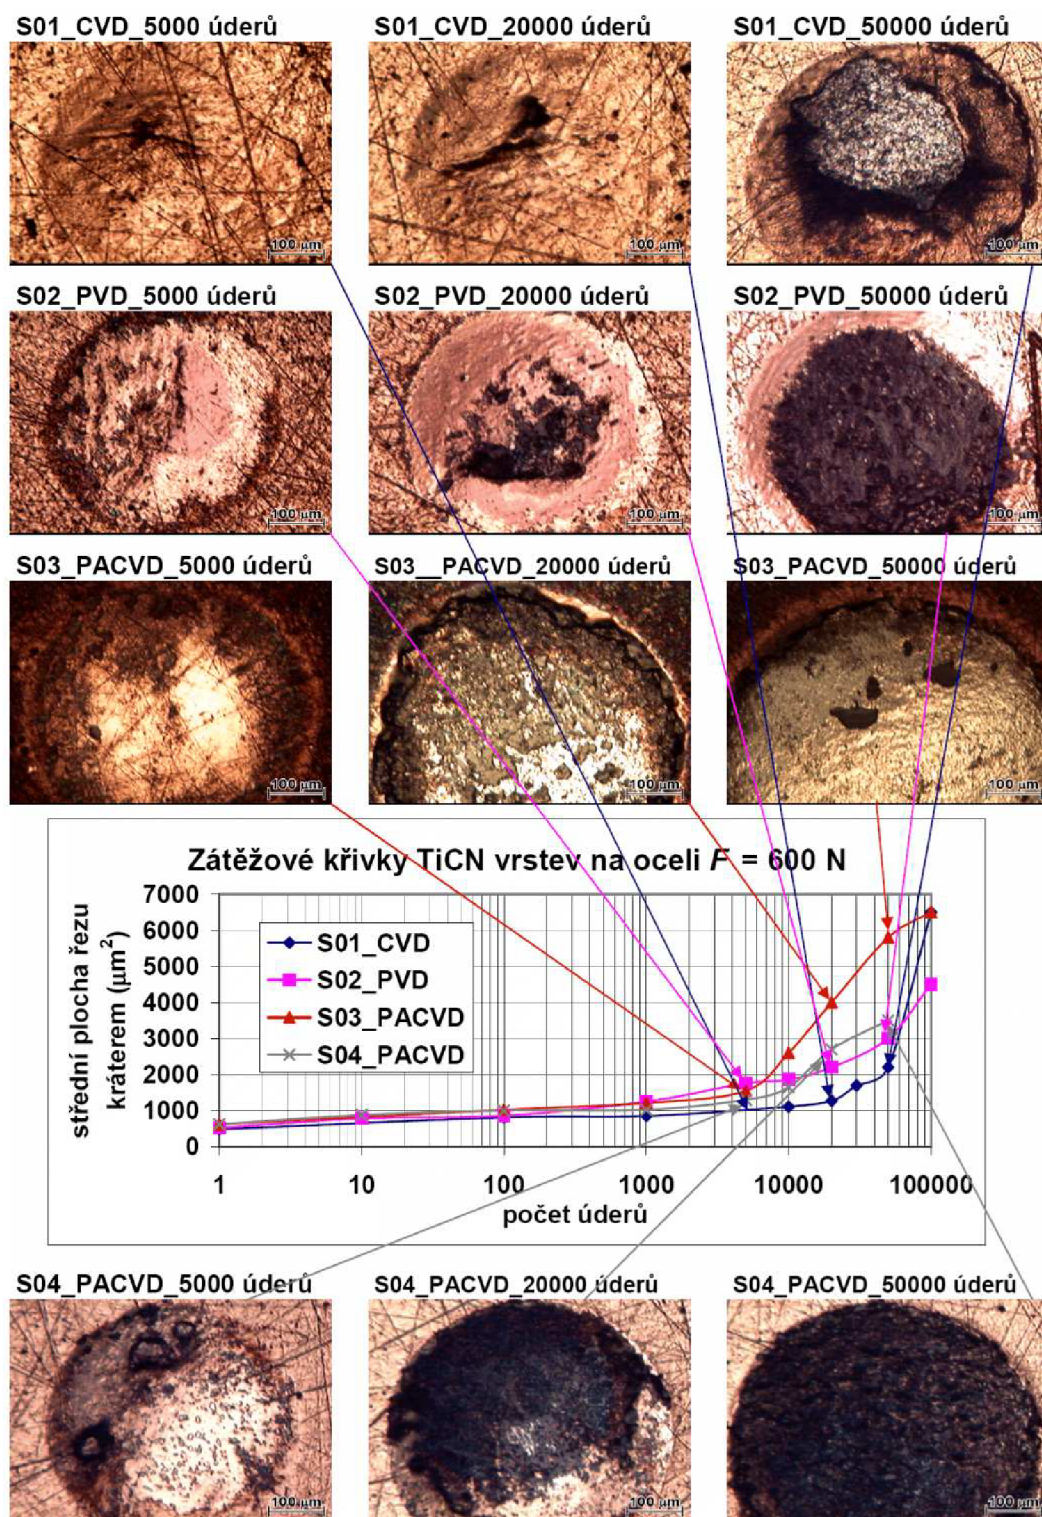 S01_CVD_5000 úderů
S01_CVD_20000 úderů
S01_CVD_50000 úderů
100 µm
100 µm
100 µm
S02_PVD_5000 úderů
S02_PVD_20000 úderů
S02_PVD_50000 úderů
100 µm
100 µm
100 µm
S03_PACVD_5000 úderů
S03__PACVD_20000 úderů
S03_PACVD_50000 úderů
100 µm
100 µm
100 µm
Zátěžové křivky TiCN vrstev na oceli F = 600 N
střední plocha řezu
kráterem (µm²)
7000
6000
5000
4000
3000
2000
1000
0
S01_CVD
S02_PVD
S03_PACVD
S04_PACVD
1
10
100
1000
10000
100000
počet úderů
S04_PACVD_5000 úderů
S04_PACVD_20000 úderů
S04_PACVD_50000 úderů
100 µm
100 µm
100 µm